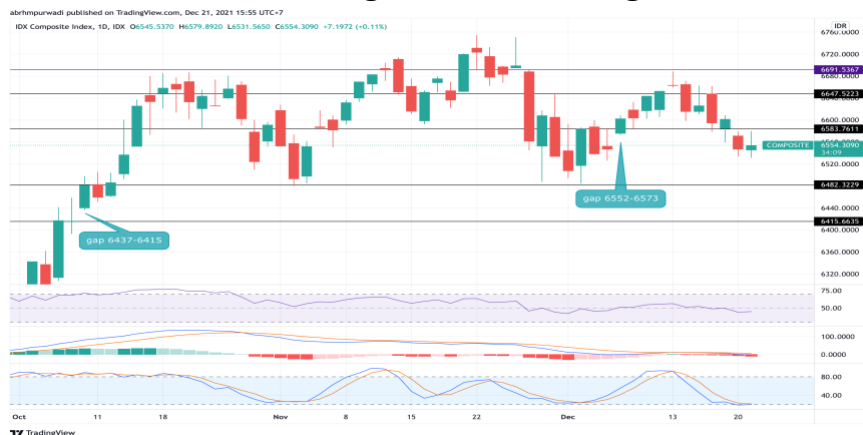 abrhmpurwadi published on TradingView.com, Dec 21, 2021 15:55 UTC+7
IDX Composite Index, 1D, IDX O6545.5370 H6579.8920 L6531.5650 C6554.3090 +7.1972 (+0.11%)
IDR
6760.0000
6720.0000
6691.5367
6680.0000
6647.5223
6600.0000
6583.7611
COMPOSITE 6554.3090
34:09
6520.0000
6482.3229
gap 6552-6573
6440.0000
6415.6635
gap 6437-6415
6400.0000
6360.0000
6320.0000
75.00
50.00
100.0000
0.0000
80.00
40.00
Oct 11 18 Nov 8 15 22 Dec 13 20
TradingView